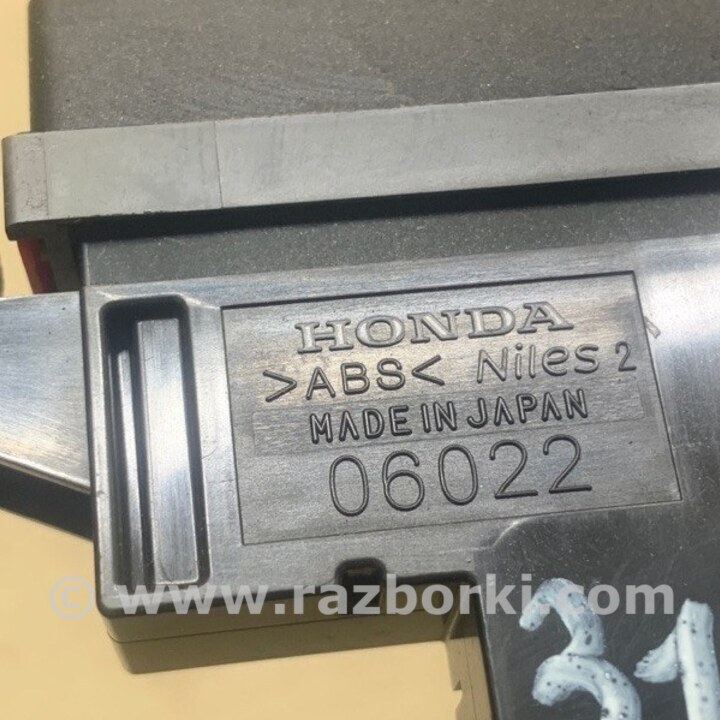 HONDA
>ABS< Niles 2
MADE IN JAPAN
06022
© www.razborki.com
31